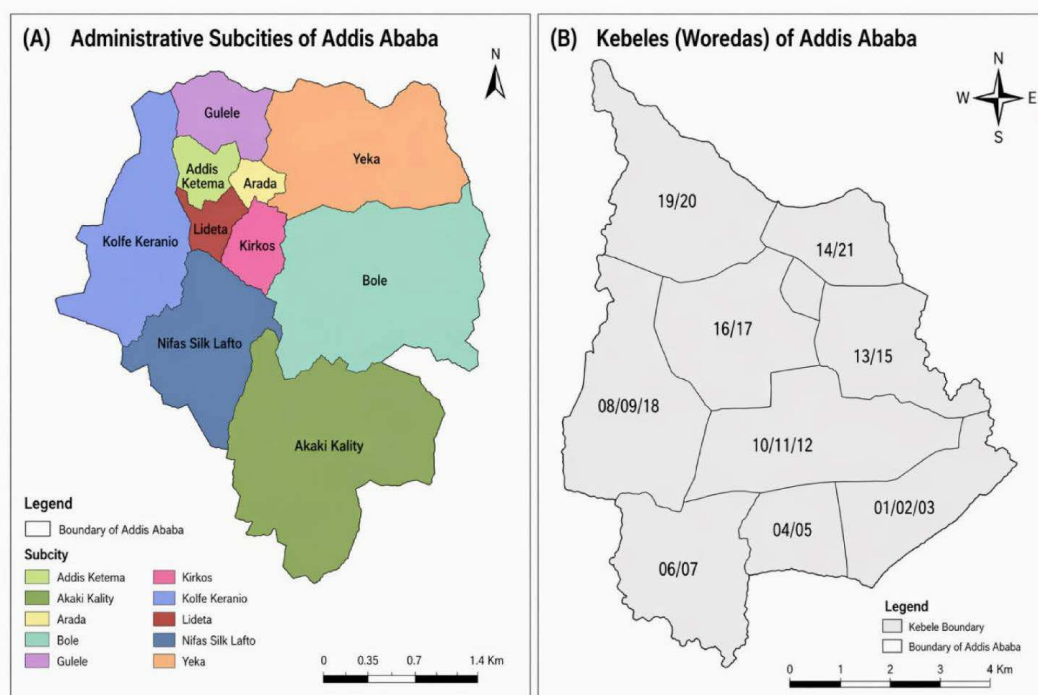 (A) Administrative Subcities of Addis Ababa
N
Gulele
Yeka
Addis
Ketema
Arada
Lideta
Kolfe Keranio
Kirkos
Bole
Nifas Silk Lafto
Akaki Kality
Legend
Boundary of Addis Ababa
Subcity
Addis Ketema
Akaki Kality
Arada
Bole
Gulele
Kirkos
Kolfe Keranio
Lideta
Nifas Silk Lafto
Yeka
0 0.35 0.7 1.4 Km
(B) Kebeles (Woredas) of Addis Ababa
N
W E
S
19/20
14/21
16/17
13/15
08/09/18
10/11/12
01/02/03
04/05
06/07
Legend
Kebele Boundary
Boundary of Addis Ababa
0 1 2 3 4 Km